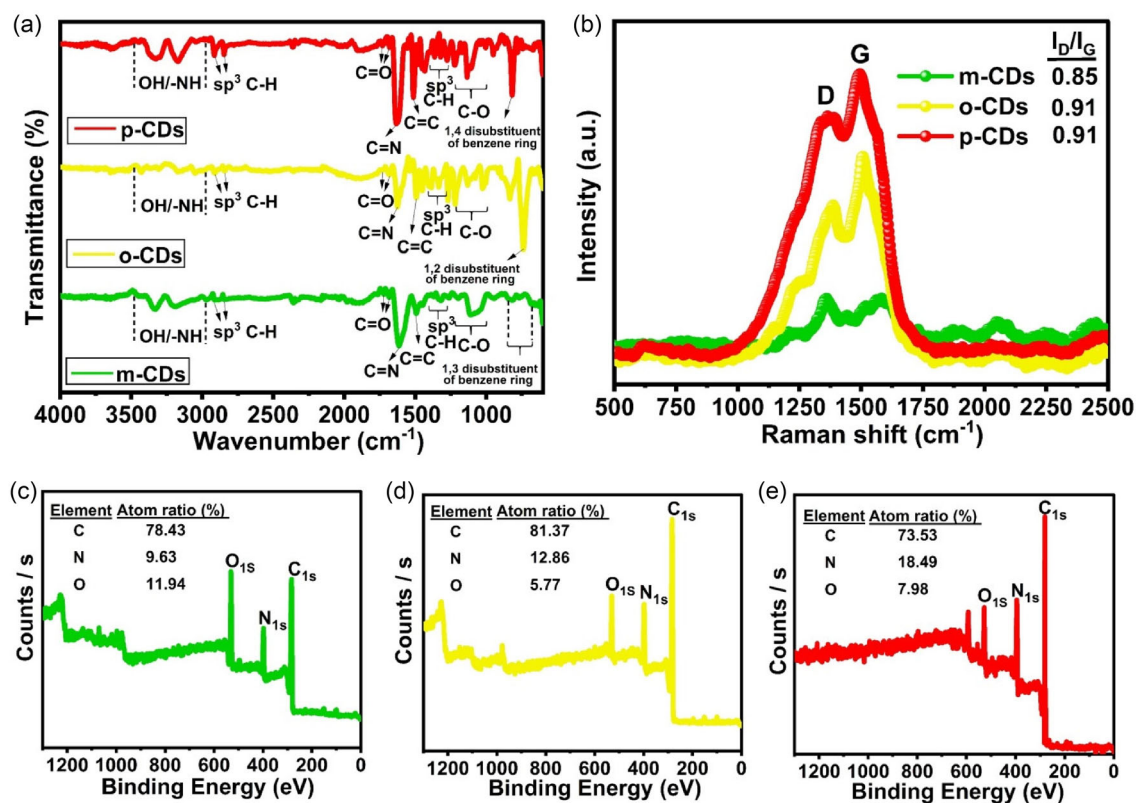 (a)
Transmittance (%)
OH/-NH
sp3 C-H
C=O
C=N
C=C
sp3
C-H
C-O
1,4 disubstituent
of benzene ring
p-CDs
OH/-NH
sp3 C-H
C=O
C=N
C=C
sp3
C-H
C-O
1,2 disubstituent
of benzene ring
o-CDs
OH/-NH
sp3 C-H
C=O
C=N
C=C
sp3
C-H
C-O
1,3 disubstituent
of benzene ring
m-CDs
4000 3500 3000 2500 2000 1500 1000
Wavenumber (cm-1)
(b)
Intensity (a.u.)
D
G
ID/IG
m-CDs 0.85
o-CDs 0.91
p-CDs 0.91
500 750 1000 1250 1500 1750 2000 2250 2500
Raman shift (cm-1)
(c)
Counts / s
Element Atom ratio (%)
C 78.43
N 9.63
O 11.94
O1S
N1s
C1s
1200 1000 800 600 400 200 0
Binding Energy (eV)
(d)
Counts / s
Element Atom ratio (%)
C 81.37
N 12.86
O 5.77
O1S
N1s
C1s
1200 1000 800 600 400 200 0
Binding Energy (eV)
(e)
Counts / s
Element Atom ratio (%)
C 73.53
N 18.49
O 7.98
O1S
N1s
C1s
1200 1000 800 600 400 200 0
Binding Energy (eV)